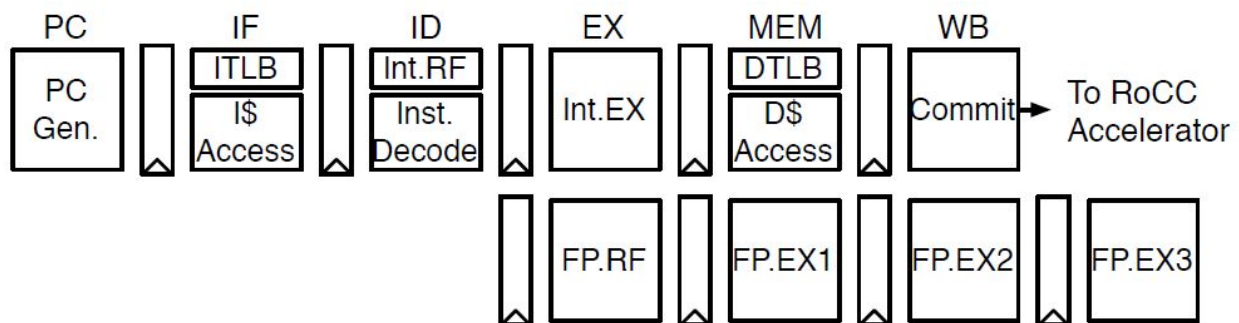 PC IF ID EX MEM WB
ITLB Int.RF DTLB
PC
Gen.
I$
Access
Inst.
Decode
Int.EX
D$
Access
Commit
To RoCC
Accelerator
FP.RF FP.EX1 FP.EX2 FP.EX3